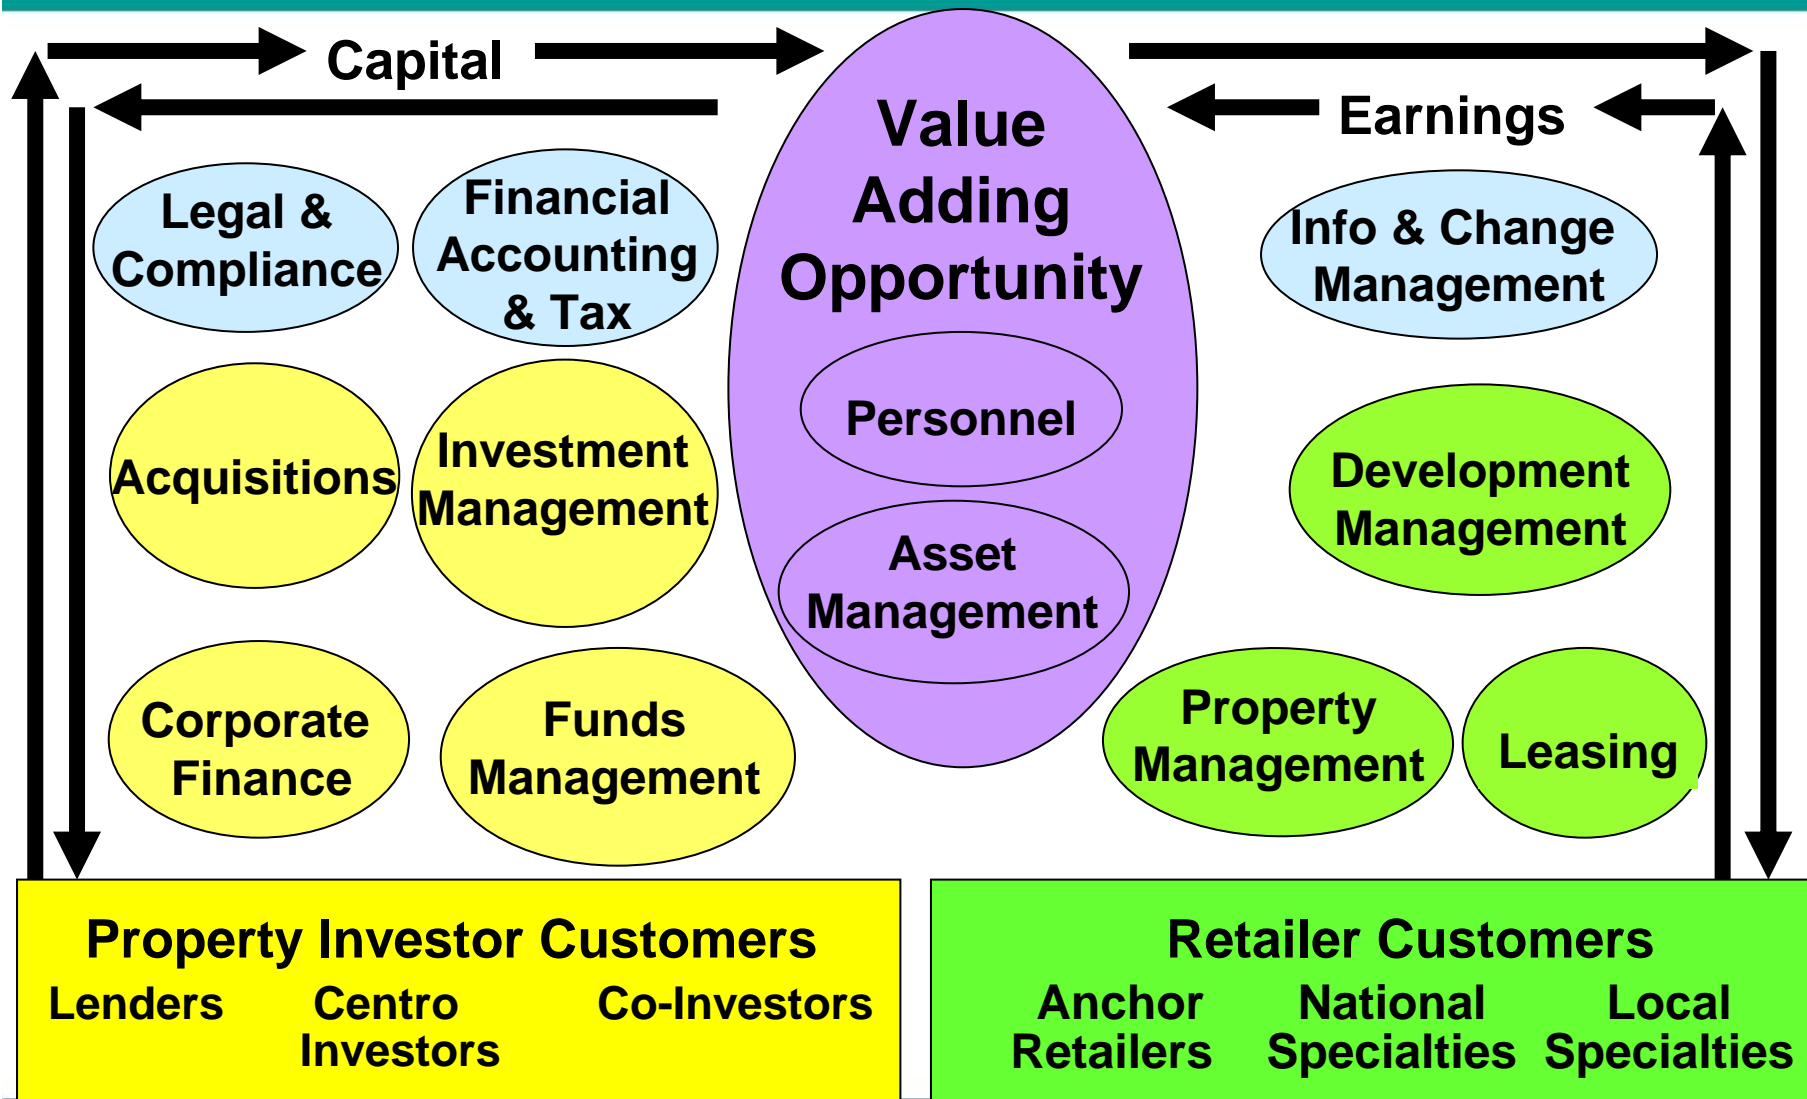 Capital
Earnings
Value
Adding
Opportunity
Legal &
Compliance
Financial
Accounting
& Tax
Info & Change
Management
Acquisitions
Investment
Management
Personnel
Asset
Management
Development
Management
Corporate
Finance
Funds
Management
Property
Management
Leasing
Property Investor Customers
Lenders
Centro
Investors
Co-Investors
Retailer Customers
Anchor
Retailers
National
Specialties
Local
Specialties